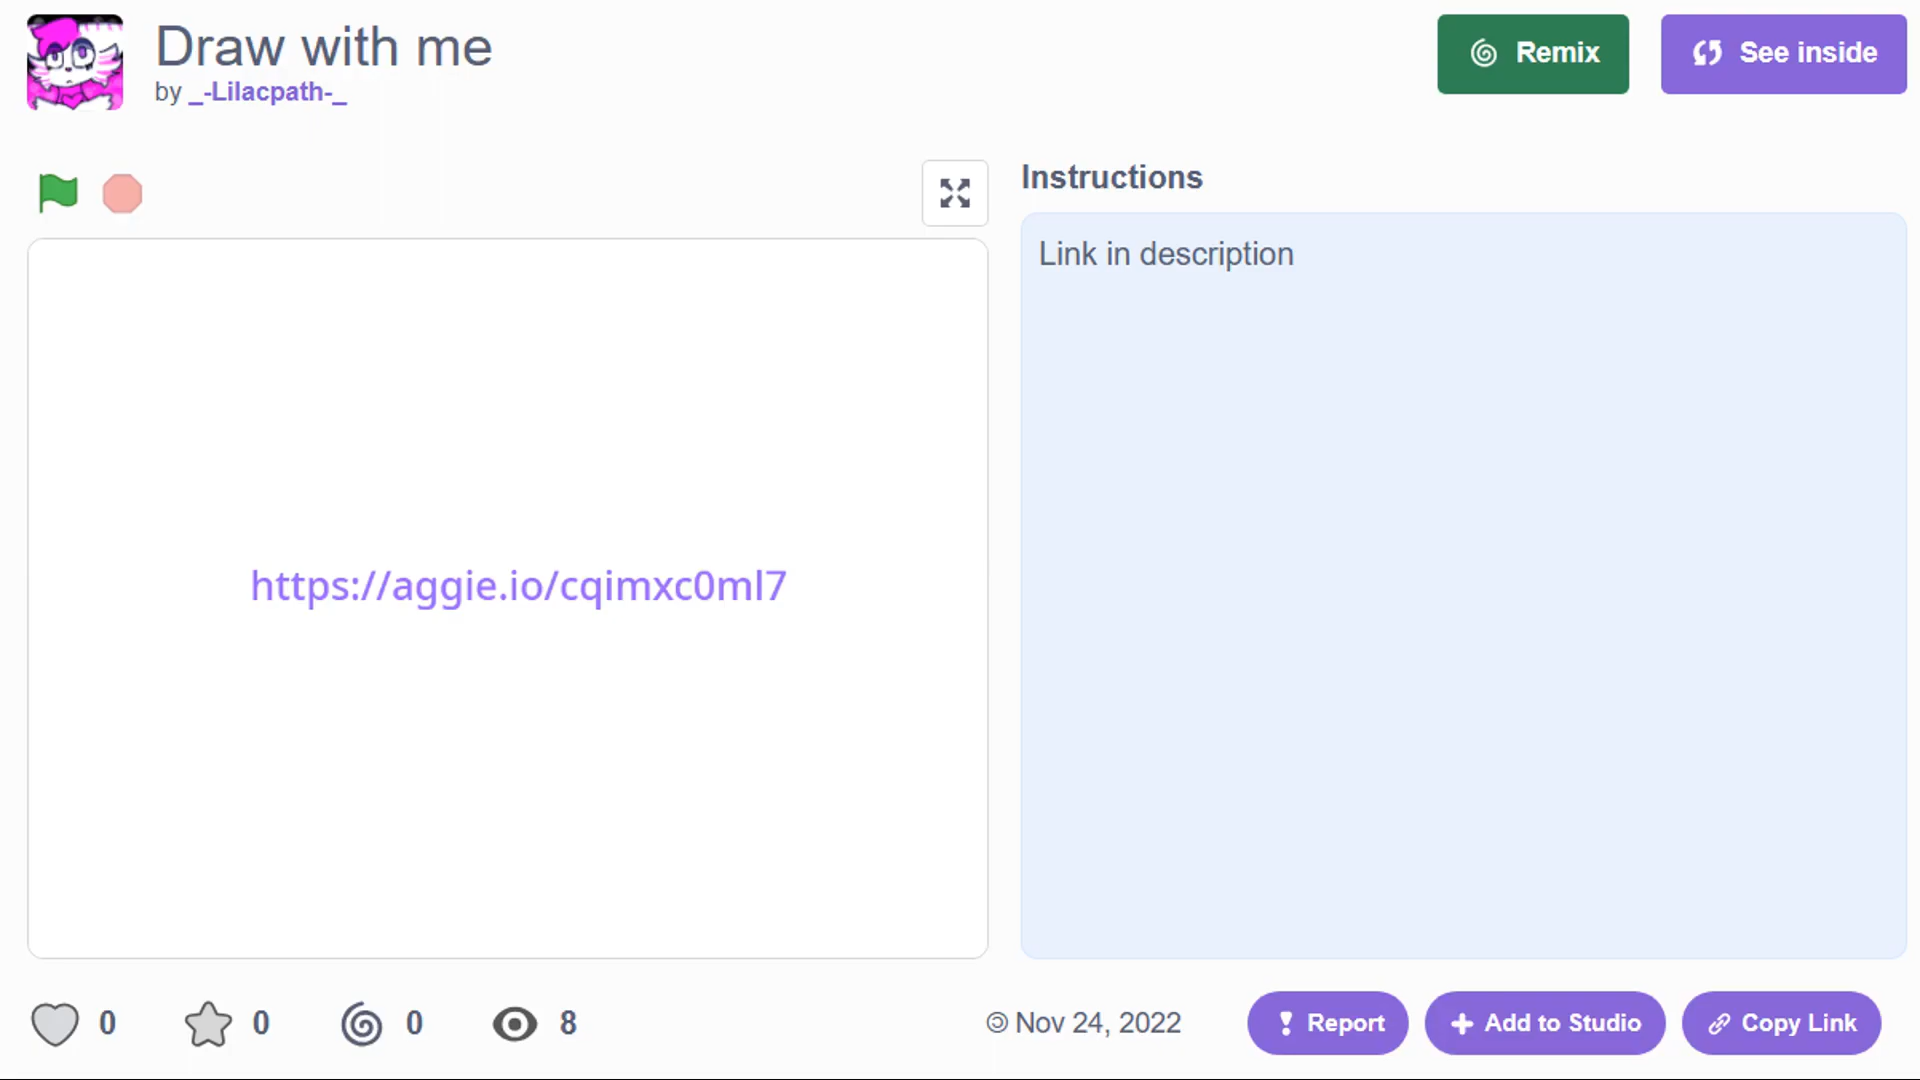 Draw with me
by _-Lilacpath-_
Remix
See inside
Instructions
Link in description
https://aggie.io/cqimxc0ml7
0
0
0
8
Nov 24, 2022
Report
Add to Studio
Copy Link